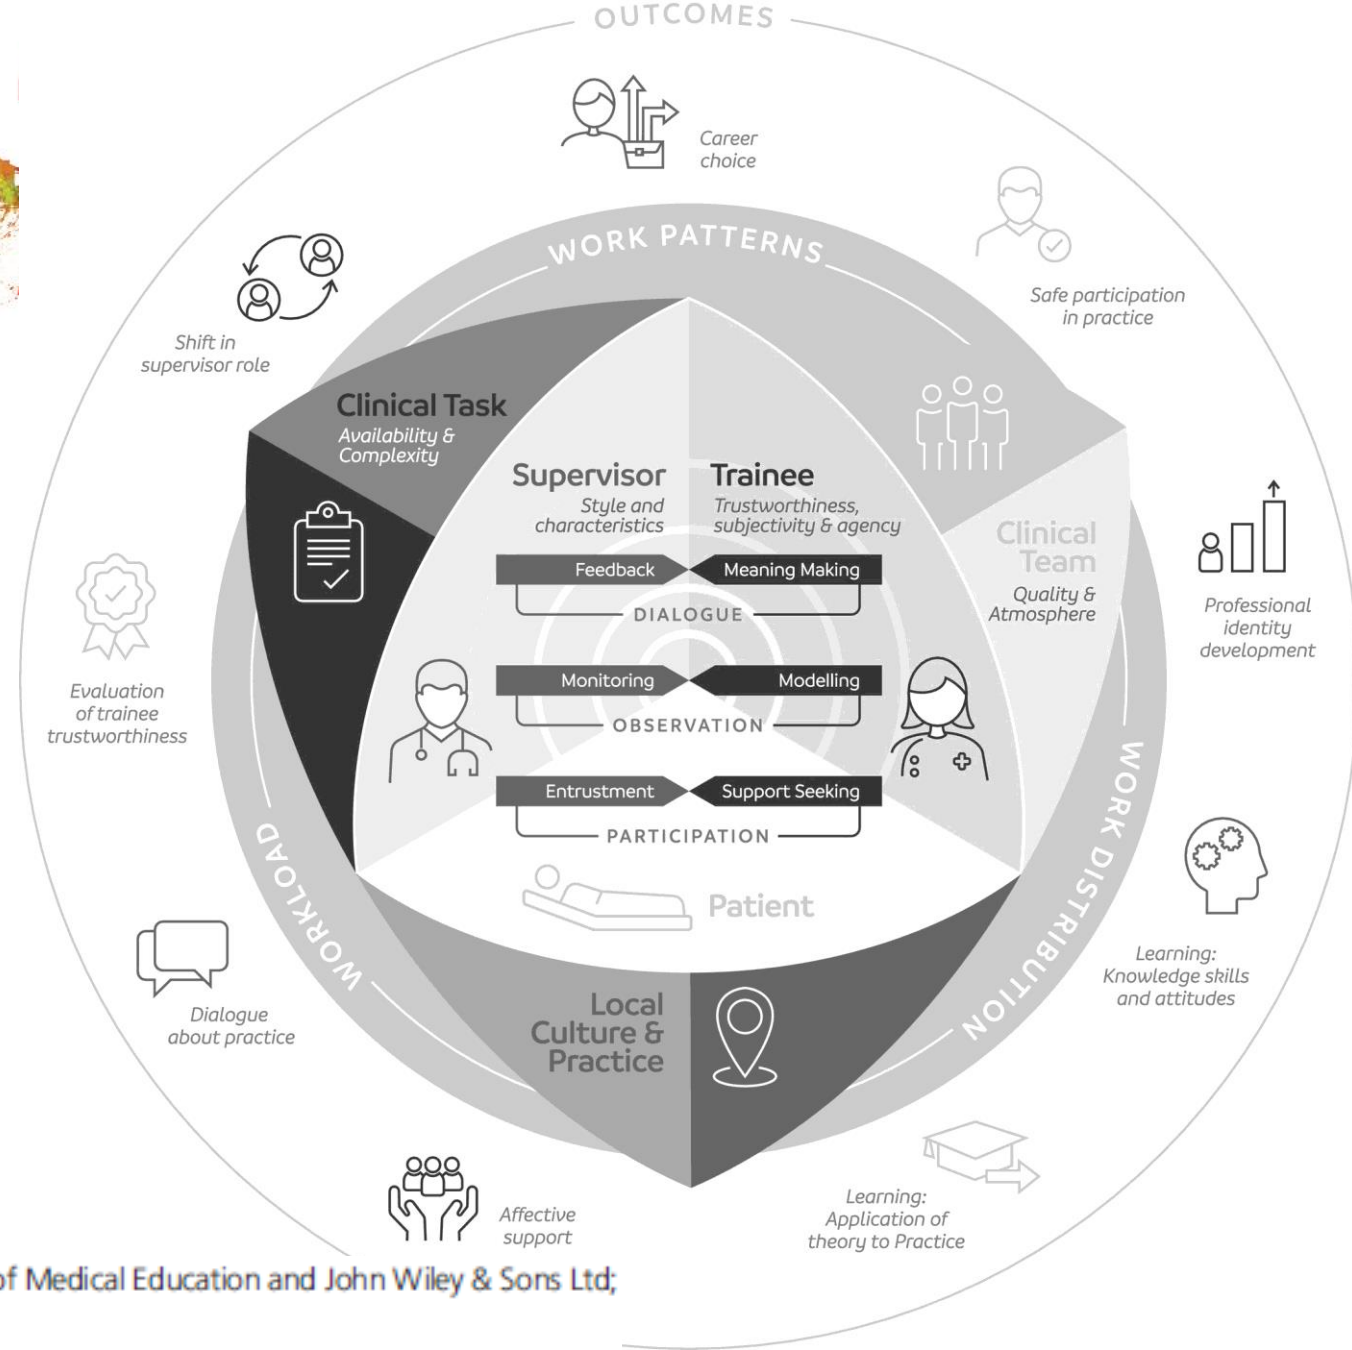 OUTCOMES
Career
choice
Safe participation
in practice
WORK PATTERNS
Shift in
supervisor role
Clinical Task
Availability &
Complexity
Supervisor
Style and
characteristics
Trainee
Trustworthiness,
subjectivity & agency
Clinical
Team
Quality &
Atmosphere
Feedback
Meaning Making
DIALOGUE
Monitoring
Modelling
OBSERVATION
Entrustment
Support Seeking
PARTICIPATION
Patient
Professional
identity
development
Evaluation
of trainee
trustworthiness
WORKLOAD
WORK DISTRIBUTION
Learning:
Knowledge skills
and attitudes
Dialogue
about practice
Local
Culture &
Practice
Learning:
Application of
theory to Practice
Affective
support
of Medical Education and John Wiley & Sons Ltd;